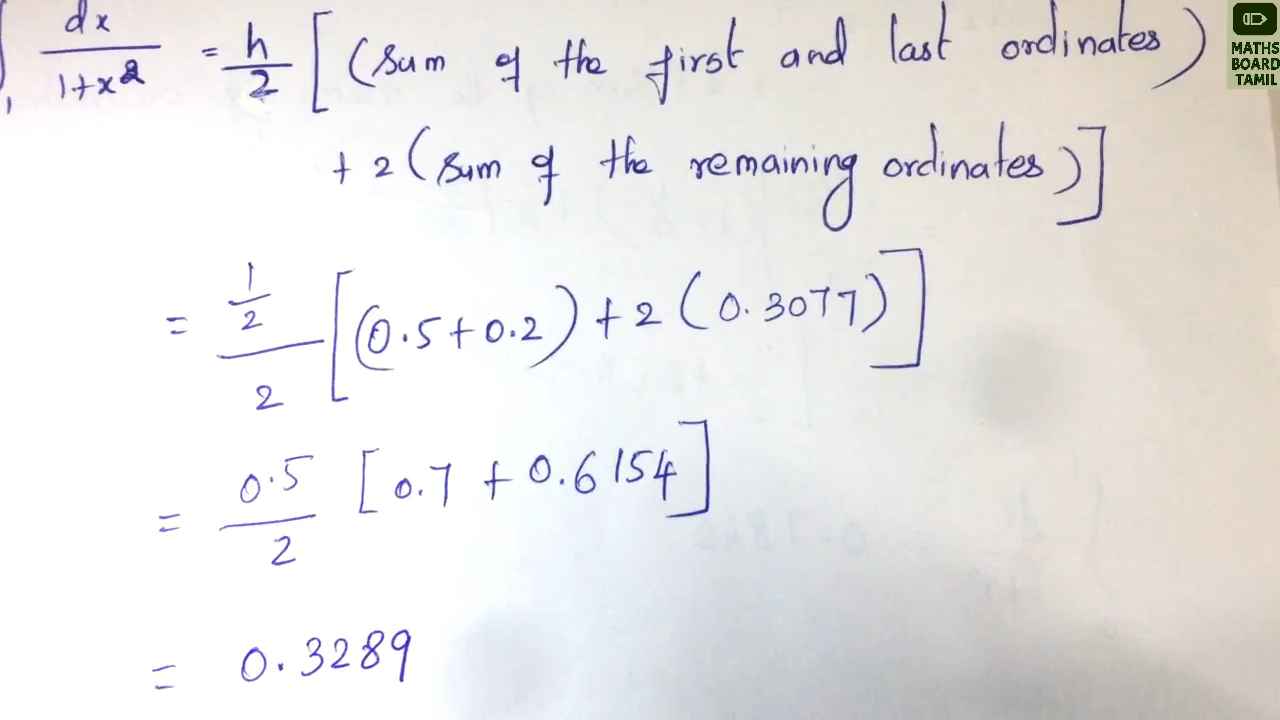 ∫₁ dx/(1+x²) = h/2 [(sum of the first and last ordinates)
+ 2 (sum of the remaining ordinates)]
= (1/2)/2 [(0.5+0.2) + 2 (0.3077)]
= 0.5/2 [0.7 + 0.6154]
= 0.3289
MATHS
BOARD
TAMIL